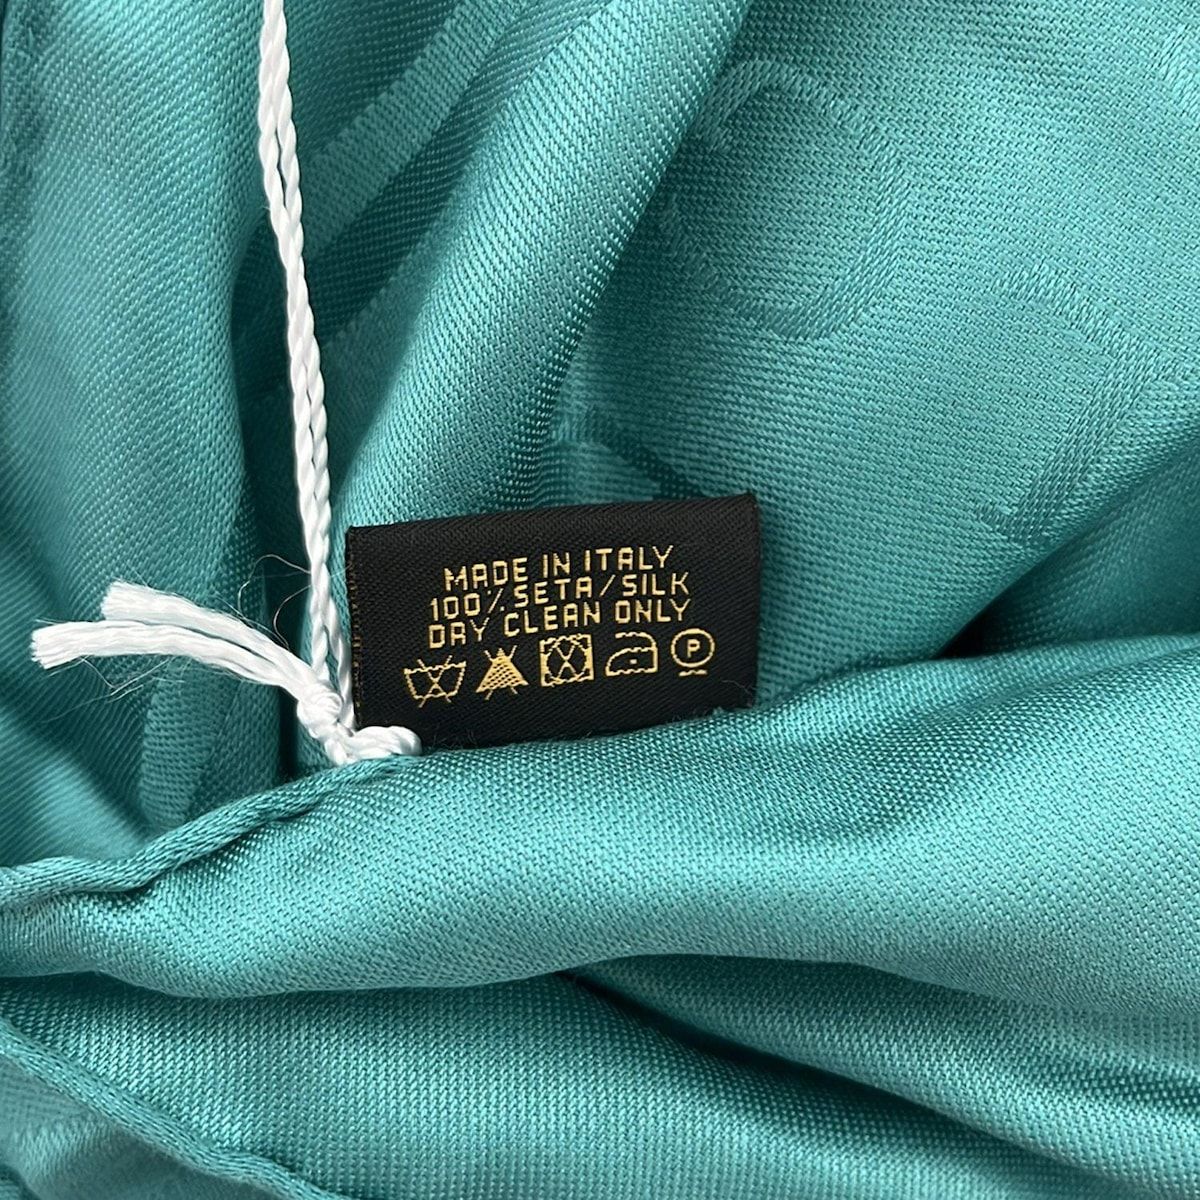 MADE IN ITALY
100% SETA/SILK
DRY CLEAN ONLY
P